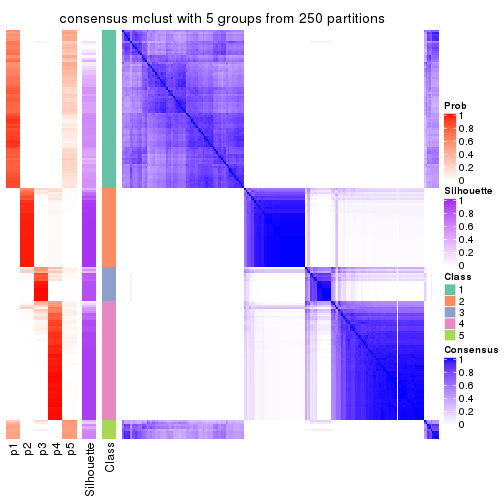 consensus mclust with 5 groups from 250 partitions
Prob
1
0.8
0.6
0.4
0.2
0
Silhouette
1
0.8
0.6
0.4
0.2
0
Class
1
2
3
4
5
Consensus
1
0.8
0.6
0.4
0.2
0
p1
p2
p3
p4
p5
Silhouette
Class